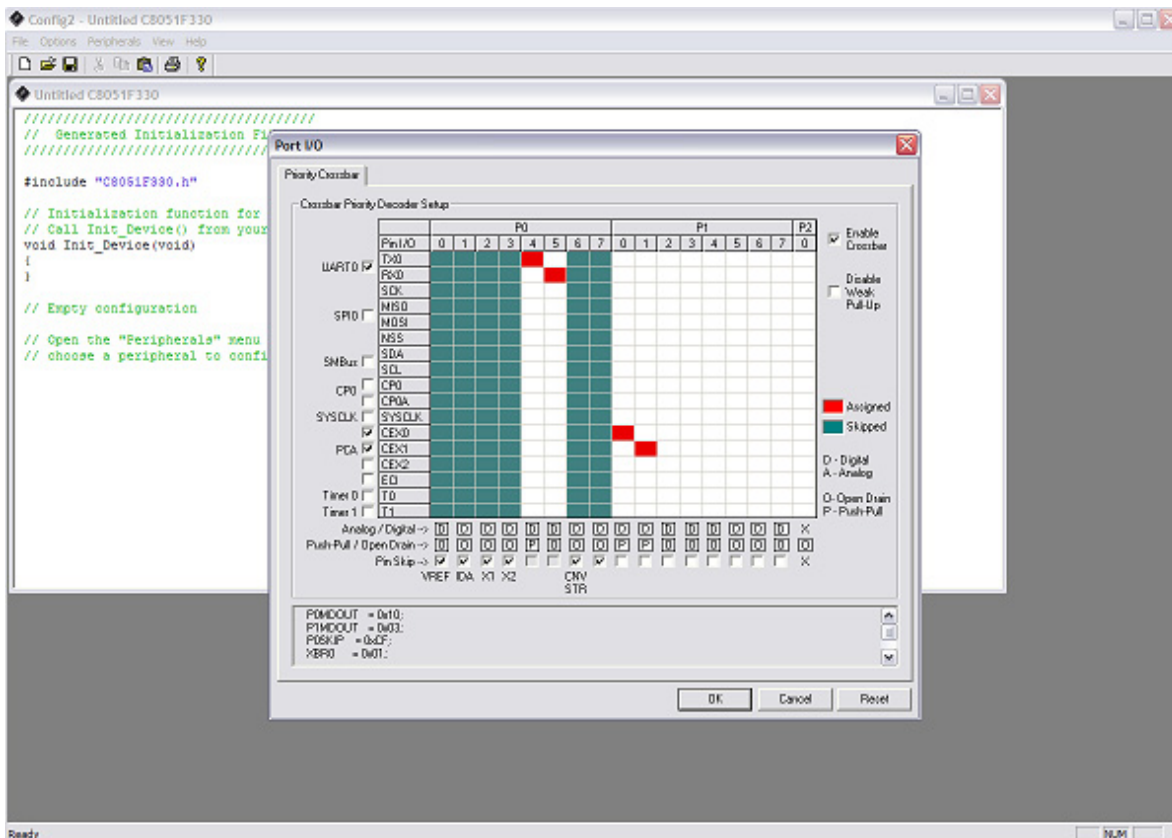 Config2 - Untitled C8051F330
File Options Peripherals View Help
Untitled C8051F330
/////////////////////////////////////
// Generated Initialization Fi
#include "C8051F330.h"
// Initialization function for
// Call Init_Device() from your
void Init_Device(void)
{
}
// Empty configuration
// Open the "Peripherals" menu
// choose a peripheral to confi
Port I/O
Priority Crossbar
Crossbar Priority Decoder Setup
P0 P1 P2
Pin I/O 0 1 2 3 4 5 6 7 0 1 2 3 4 5 6 7 0
UART0 TX0
RX0
SCK
SPI0 MISO
MOSI
NSS
SMBus SDA
SCL
CP0 CP0
CP0A
SYSCLK SYSCLK
CEX0
PCA CEX1
CEX2
ECI
Timer 0 T0
Timer 1 T1
Analog / Digital -> D D D D D D D D D D D D D D D D X
Push-Pull / Open Drain -> O O O O P O O O P P O O O O O O O
Pin Skip -> X
VREF IDA X1 X2 CNV
STR
Enable
Crossbar
Disable
Weak
Pull-Up
Assigned
Skipped
D - Digital
A - Analog
O- Open Drain
P - Push-Pull
P0MDOUT = 0x10;
P1MDOUT = 0x03;
P0SKIP = 0xCF;
XBR0 = 0x01;
OK Cancel Reset
Ready NUM